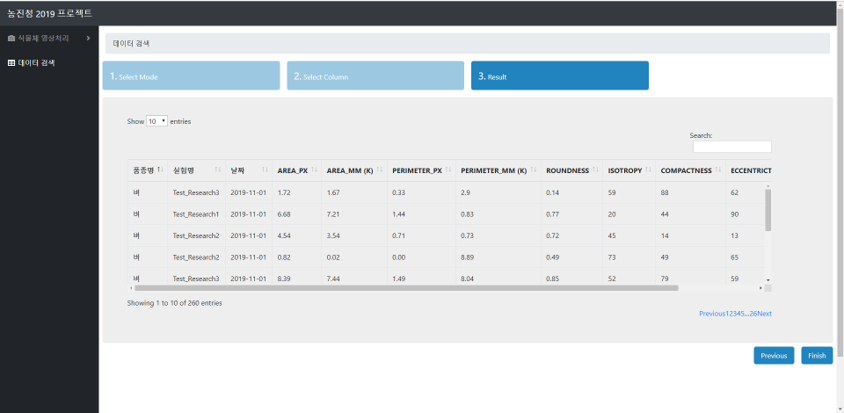 농진청 2019 프로젝트
식물체 영상처리
데이터 검색
데이터 검색
1. Select Mode
2. Select Column
3. Result
Show 10 entries
Search:
품종명 실험명 날짜 AREA_PX AREA_MM (K) PERIMETER_PX PERIMETER_MM (K) ROUNDNESS ISOTROPY COMPACTNESS ECCENTRICT
벼 Test_Research3 2019-11-01 1.72 1.67 0.33 2.9 0.14 59 88 62
벼 Test_Research1 2019-11-01 6.68 7.21 1.44 0.83 0.77 20 44 90
벼 Test_Research2 2019-11-01 4.54 3.54 0.71 0.73 0.72 45 14 13
벼 Test_Research2 2019-11-01 0.82 0.02 0.00 8.89 0.49 73 49 65
벼 Test_Research3 2019-11-01 8.39 7.44 1.49 8.04 0.85 52 79 59
Showing 1 to 10 of 260 entries
Previous12345...26Next
Previous Finish